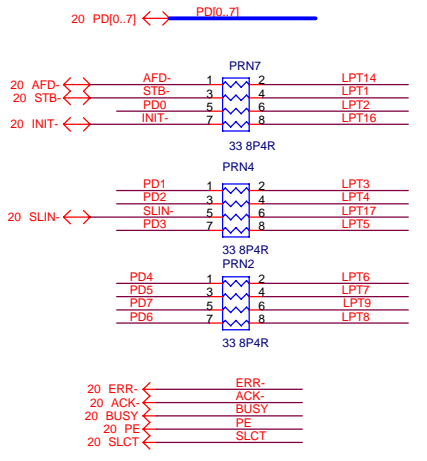 20 PD[0..7] PD[0..7]
PRN7
20 AFD- AFD- 1 2 LPT14
20 STB- STB- 3 4 LPT1
PD0 5 6 LPT2
20 INIT- INIT- 7 8 LPT16
33 8P4R
PRN4
PD1 1 2 LPT3
PD2 3 4 LPT4
20 SLIN- SLIN- 5 6 LPT17
PD3 7 8 LPT5
33 8P4R
PRN2
PD4 1 2 LPT6
PD5 3 4 LPT7
PD7 5 6 LPT9
PD6 7 8 LPT8
33 8P4R
20 ERR- ERR-
20 ACK- ACK-
20 BUSY BUSY
20 PE PE
20 SLCT SLCT